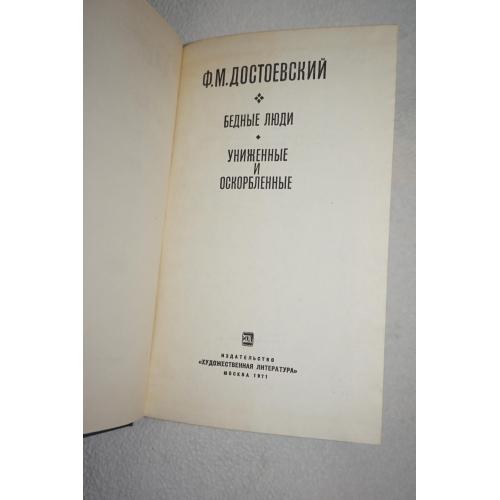 Ф.М.ДОСТОЕВСКИЙ
БЕДНЫЕ ЛЮДИ
УНИЖЕННЫЕ
И
ОСКОРБЛЕННЫЕ
ИЗДАТЕЛЬСТВО
«ХУДОЖЕСТВЕННАЯ ЛИТЕРАТУРА»
МОСКВА 1971